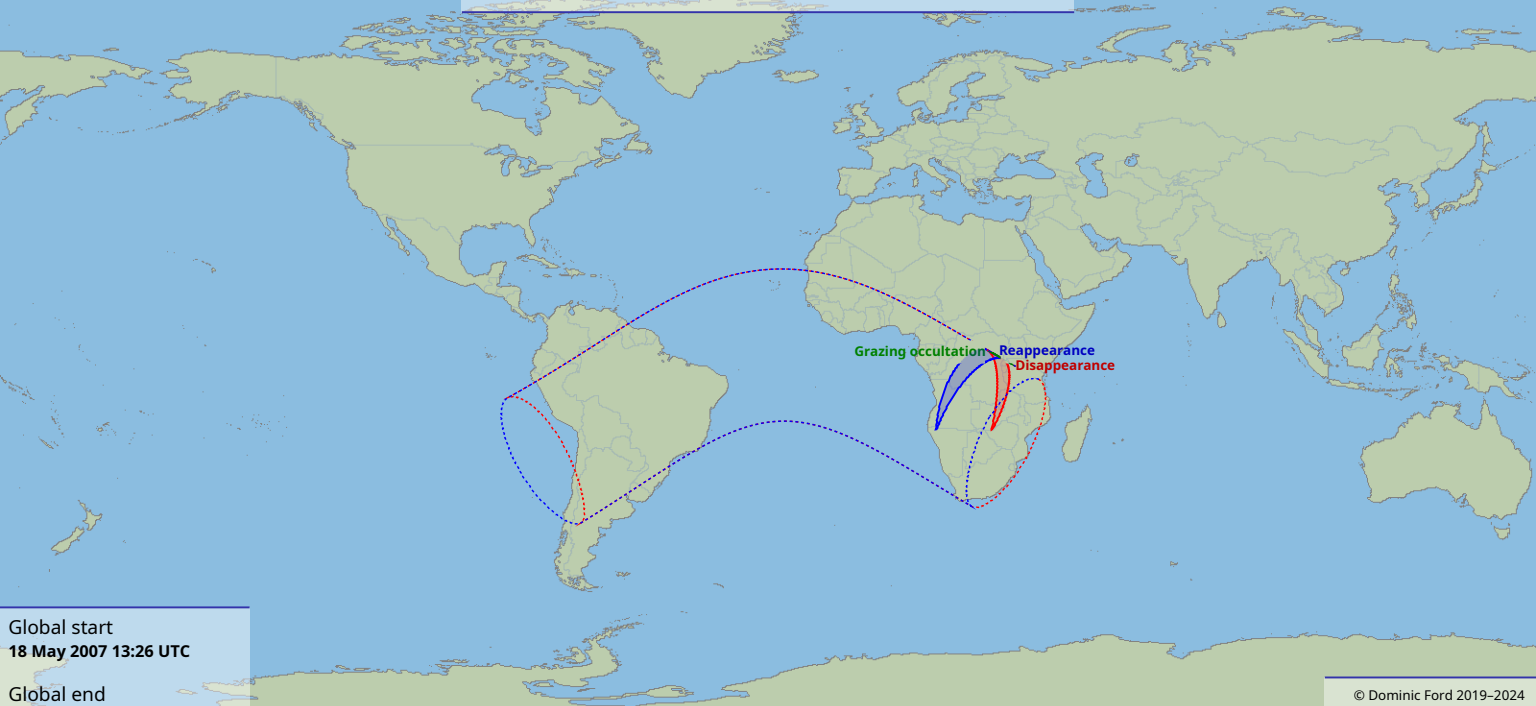 Grazing occultation
Reappearance
Disappearance
Global start
18 May 2007 13:26 UTC
Global end
© Dominic Ford 2019–2024